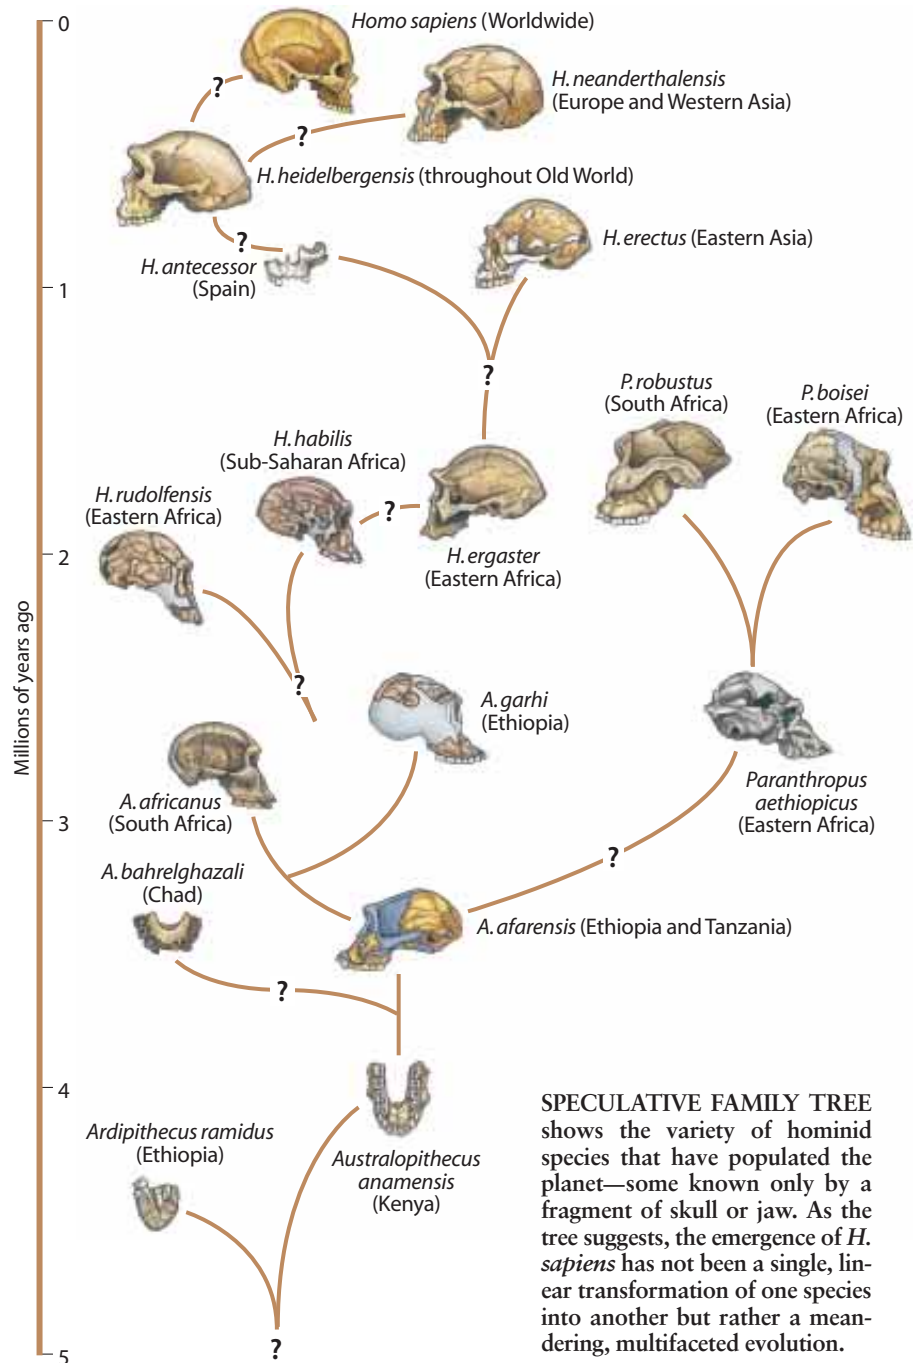 0
Homo sapiens (Worldwide)
?
H. neanderthalensis
(Europe and Western Asia)
?
H. heidelbergensis (throughout Old World)
?
H. erectus (Eastern Asia)
H. antecessor
(Spain)
1
?
P. robustus
(South Africa)
P. boisei
(Eastern Africa)
H. habilis
(Sub-Saharan Africa)
H. rudolfensis
(Eastern Africa)
?
2
H. ergaster
(Eastern Africa)
Millions of years ago
?
A. garhi
(Ethiopia)
Paranthropus
aethiopicus
(Eastern Africa)
A. africanus
(South Africa)
3
?
A. bahrelghazali
(Chad)
A. afarensis (Ethiopia and Tanzania)
?
4
Ardipithecus ramidus
(Ethiopia)
Australopithecus
anamensis
(Kenya)
?
5
SPECULATIVE FAMILY TREE
shows the variety of hominid
species that have populated the
planet—some known only by a
fragment of skull or jaw. As the
tree suggests, the emergence of H.
sapiens has not been a single, lin-
ear transformation of one species
into another but rather a mean-
dering, multifaceted evolution.